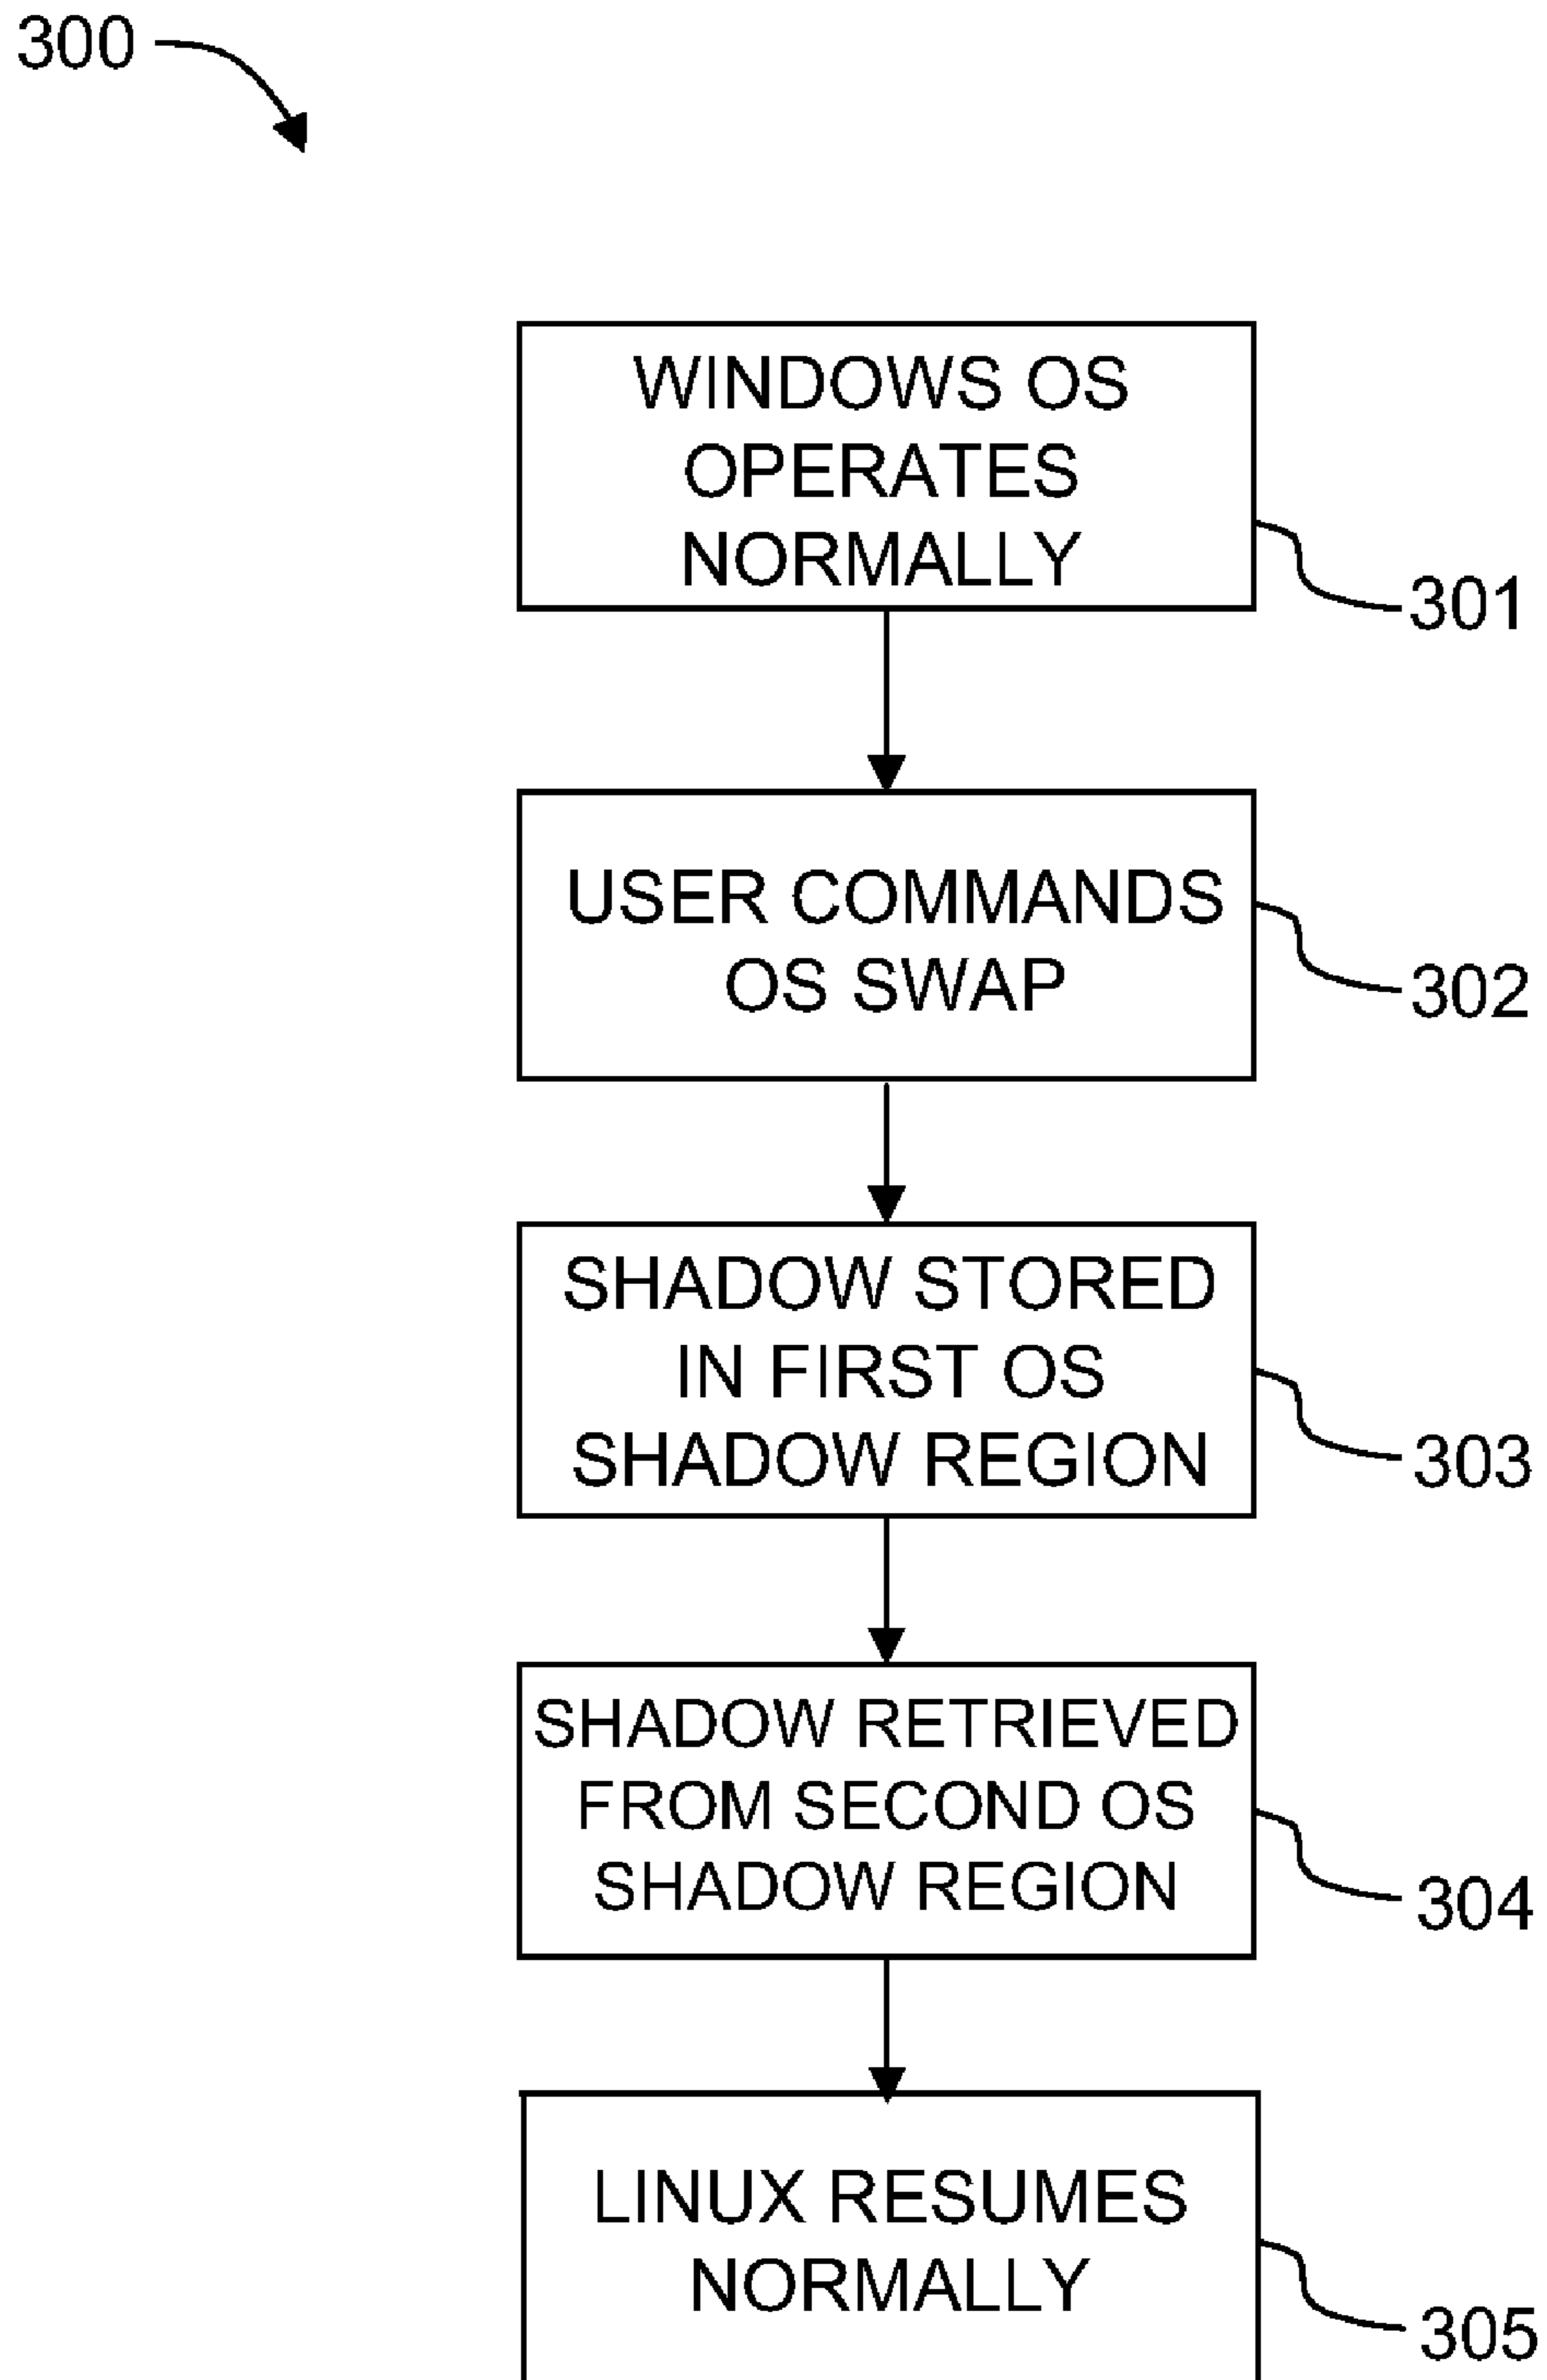 300
WINDOWS OS
OPERATES
NORMALLY
301
USER COMMANDS
OS SWAP
302
SHADOW STORED
IN FIRST OS
SHADOW REGION
303
SHADOW RETRIEVED
FROM SECOND OS
SHADOW REGION
304
LINUX RESUMES
NORMALLY
305